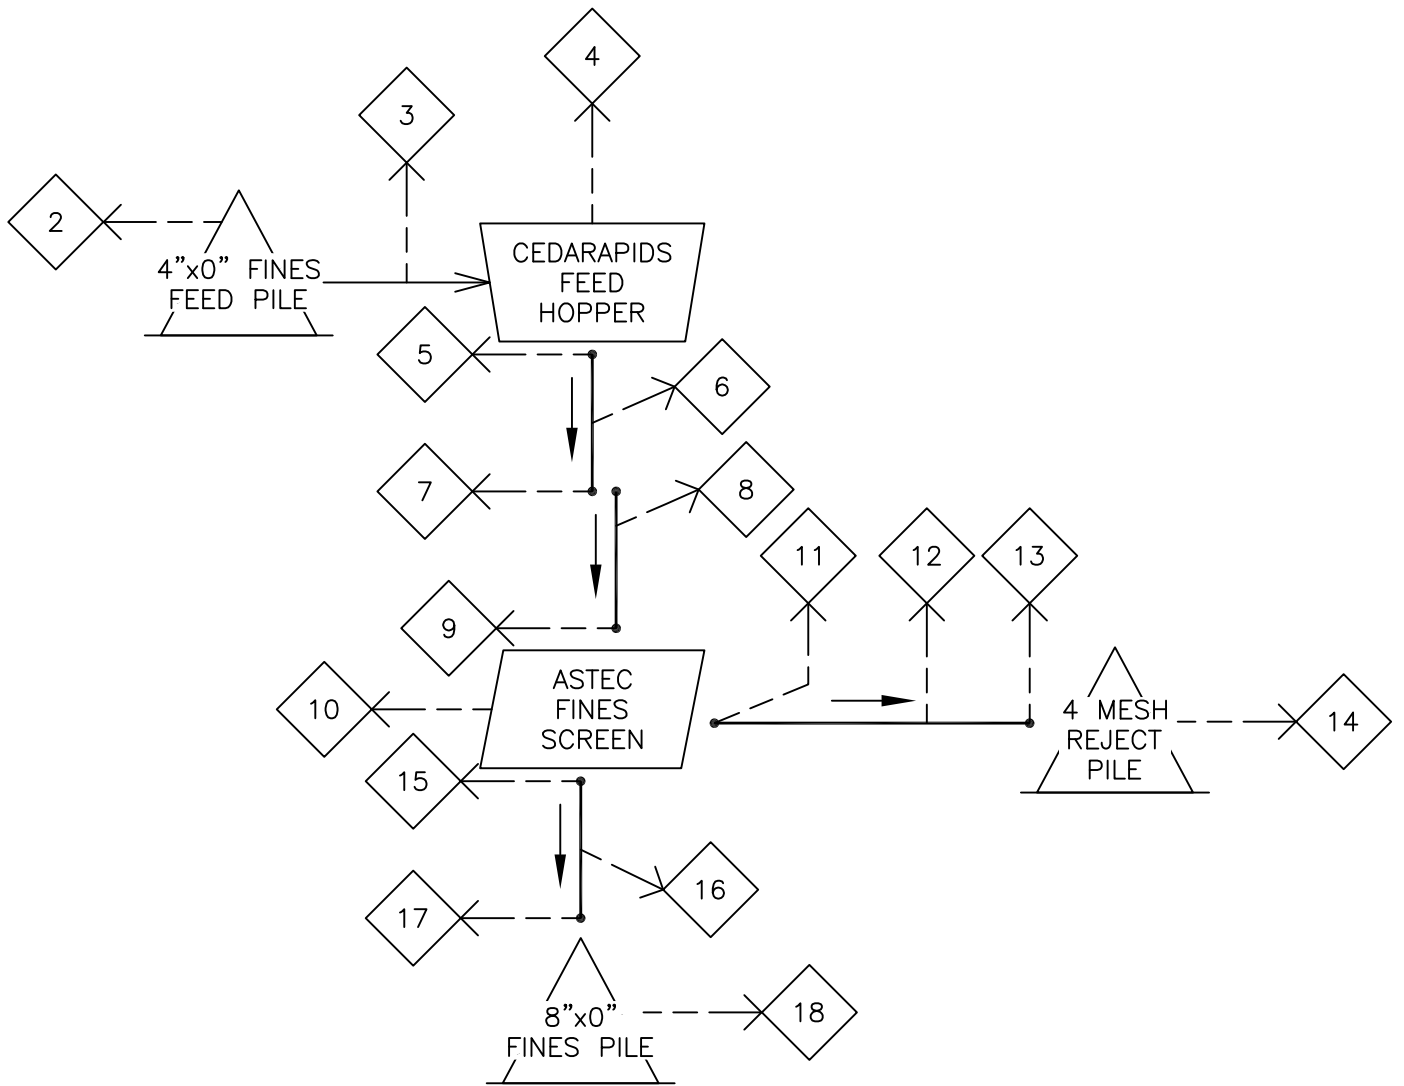 4
3
2
CEDARAPIDS
FEED
HOPPER
4"x0" FINES
FEED PILE
5
6
7
8
11
12
13
9
10
ASTEC
FINES
SCREEN
4 MESH
REJECT
PILE
14
15
16
17
18
8"x0"
FINES PILE